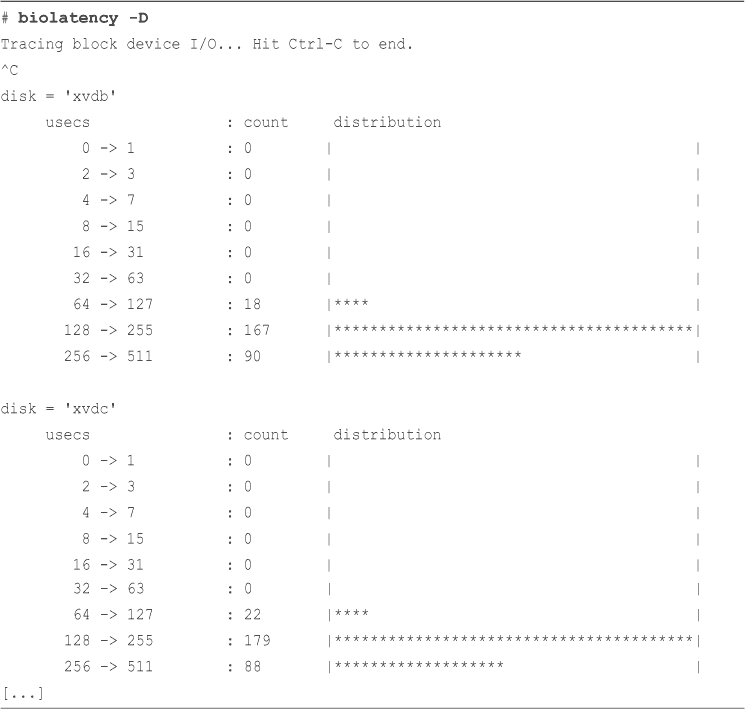 # biolatency -D
Tracing block device I/O... Hit Ctrl-C to end.
^C
disk = 'xvdb'
     usecs               : count     distribution
         0 -> 1          : 0        |                                        |
         2 -> 3          : 0        |                                        |
         4 -> 7          : 0        |                                        |
         8 -> 15         : 0        |                                        |
        16 -> 31         : 0        |                                        |
        32 -> 63         : 0        |                                        |
        64 -> 127        : 18       |****                                    |
       128 -> 255        : 167      |****************************************|
       256 -> 511        : 90       |*********************                   |
disk = 'xvdc'
     usecs               : count     distribution
         0 -> 1          : 0        |                                        |
         2 -> 3          : 0        |                                        |
         4 -> 7          : 0        |                                        |
         8 -> 15         : 0        |                                        |
        16 -> 31         : 0        |                                        |
        32 -> 63         : 0        |                                        |
        64 -> 127        : 22       |****                                    |
       128 -> 255        : 179      |****************************************|
       256 -> 511        : 88       |*******************                     |
[...]